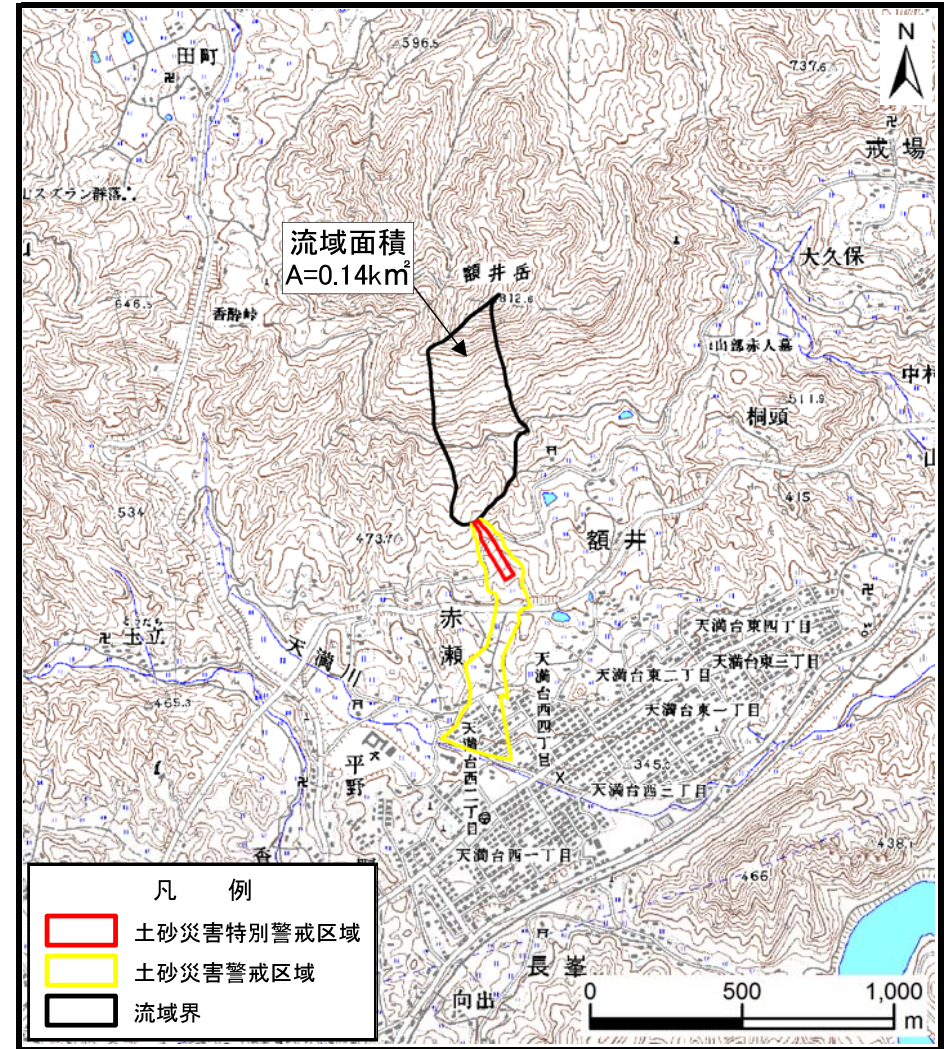 N
田町
596.5
737.6
戒場
スズラン群落
流域面積
A=0.14km²
額井岳
812.6
大久保
646.5
香酔峠
山部赤人墓
中村
511.9
桐頭
山
415
534
473.7
額井
赤瀬
天満台東四丁目
天満台東三丁目
天満台東二丁目
天満台東一丁目
天満台西四丁目
天満川
465.3
平野
天満台西二丁目
345.0
天満台西三丁目
天満台西一丁目
438.1
466
香
長峯
向出
凡例
土砂災害特別警戒区域
土砂災害警戒区域
流域界
0 500 1,000
m